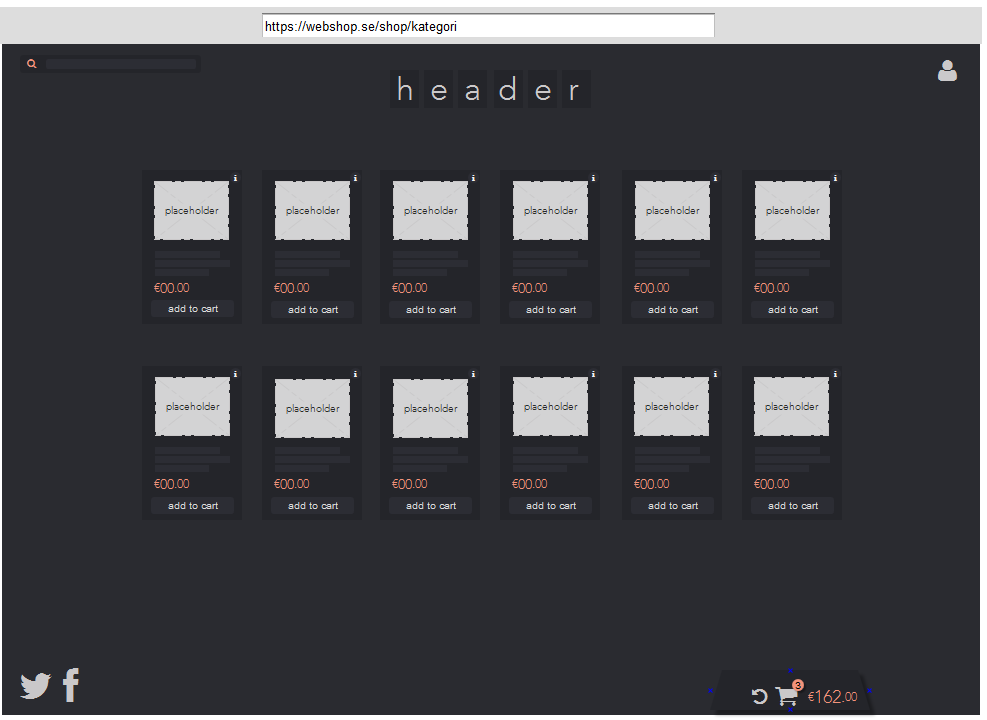 https://webshop.se/shop/kategori
header
i i i i i i
placeholder placeholder placeholder placeholder placeholder placeholder
€00.00 €00.00 €00.00 €00.00 €00.00 €00.00
add to cart add to cart add to cart add to cart add to cart add to cart
i i i i i i
placeholder placeholder placeholder placeholder placeholder placeholder
€00.00 €00.00 €00.00 €00.00 €00.00 €00.00
add to cart add to cart add to cart add to cart add to cart add to cart
3
€162.00